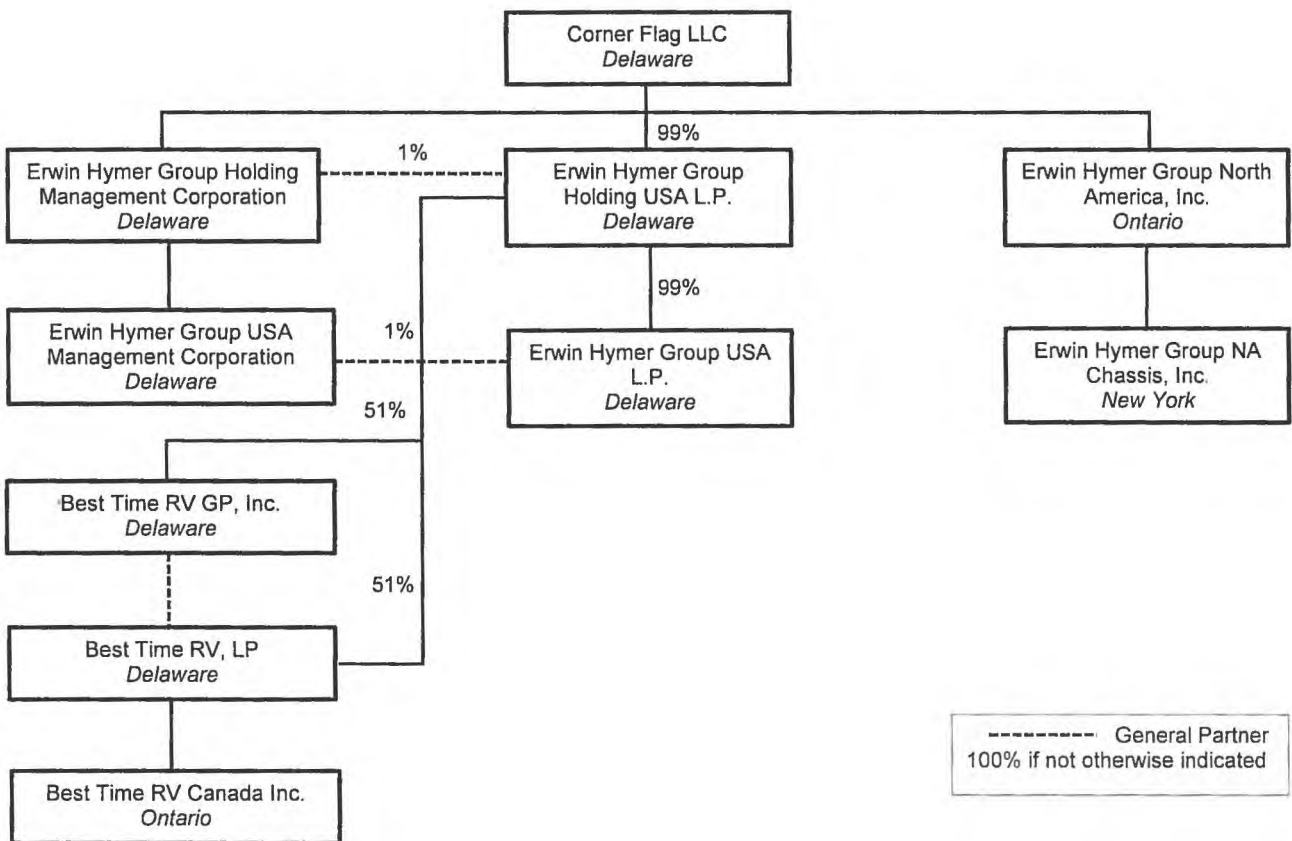 Corner Flag LLC
Delaware
99%
Erwin Hymer Group Holding
Management Corporation
Delaware
1%
Erwin Hymer Group
Holding USA L.P.
Delaware
Erwin Hymer Group North
America, Inc.
Ontario
99%
Erwin Hymer Group USA
Management Corporation
Delaware
1%
Erwin Hymer Group USA
L.P.
Delaware
Erwin Hymer Group NA
Chassis, Inc.
New York
51%
Best Time RV GP, Inc.
Delaware
51%
Best Time RV, LP
Delaware
General Partner
100% if not otherwise indicated
Best Time RV Canada Inc.
Ontario